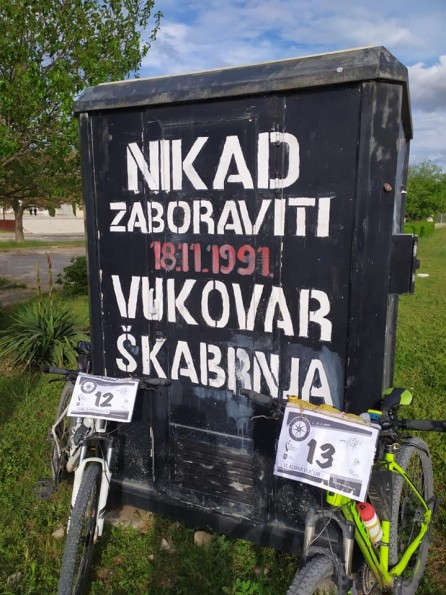 NIKAD
ZABORAVITI
18.11.1991.
VUKOVAR
ŠKABRNJA
12
13